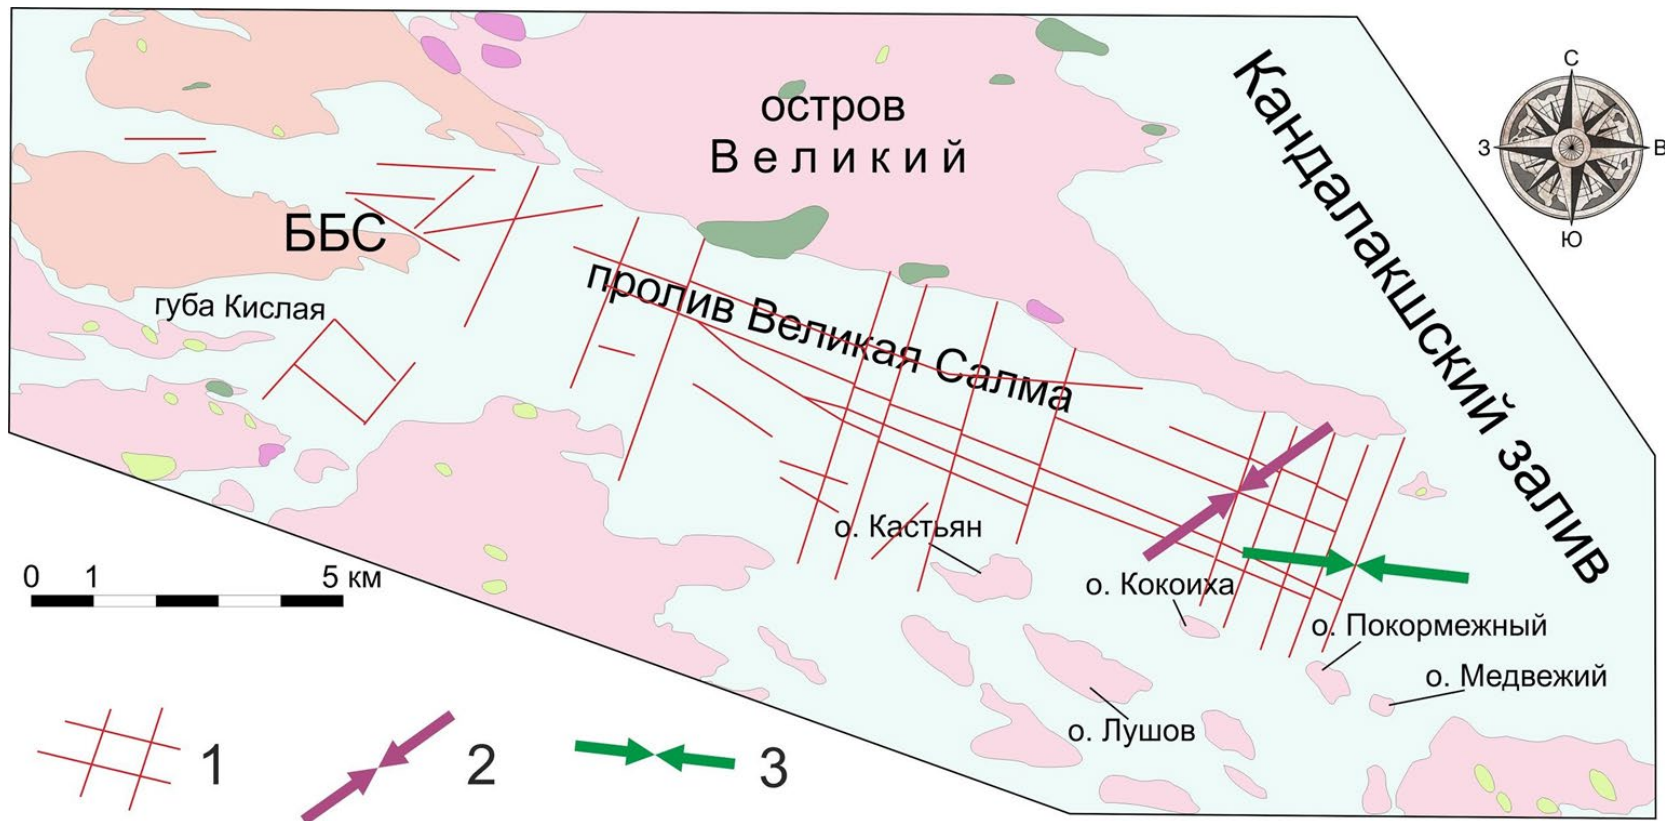 С
З
В
Ю
остров
Великий
Кандалакшский залив
ББС
губа Кислая
пролив Великая Салма
о. Кастьян
о. Кокоиха
о. Покормежный
о. Медвежий
о. Лушов
0 1 5 км
1
2
3